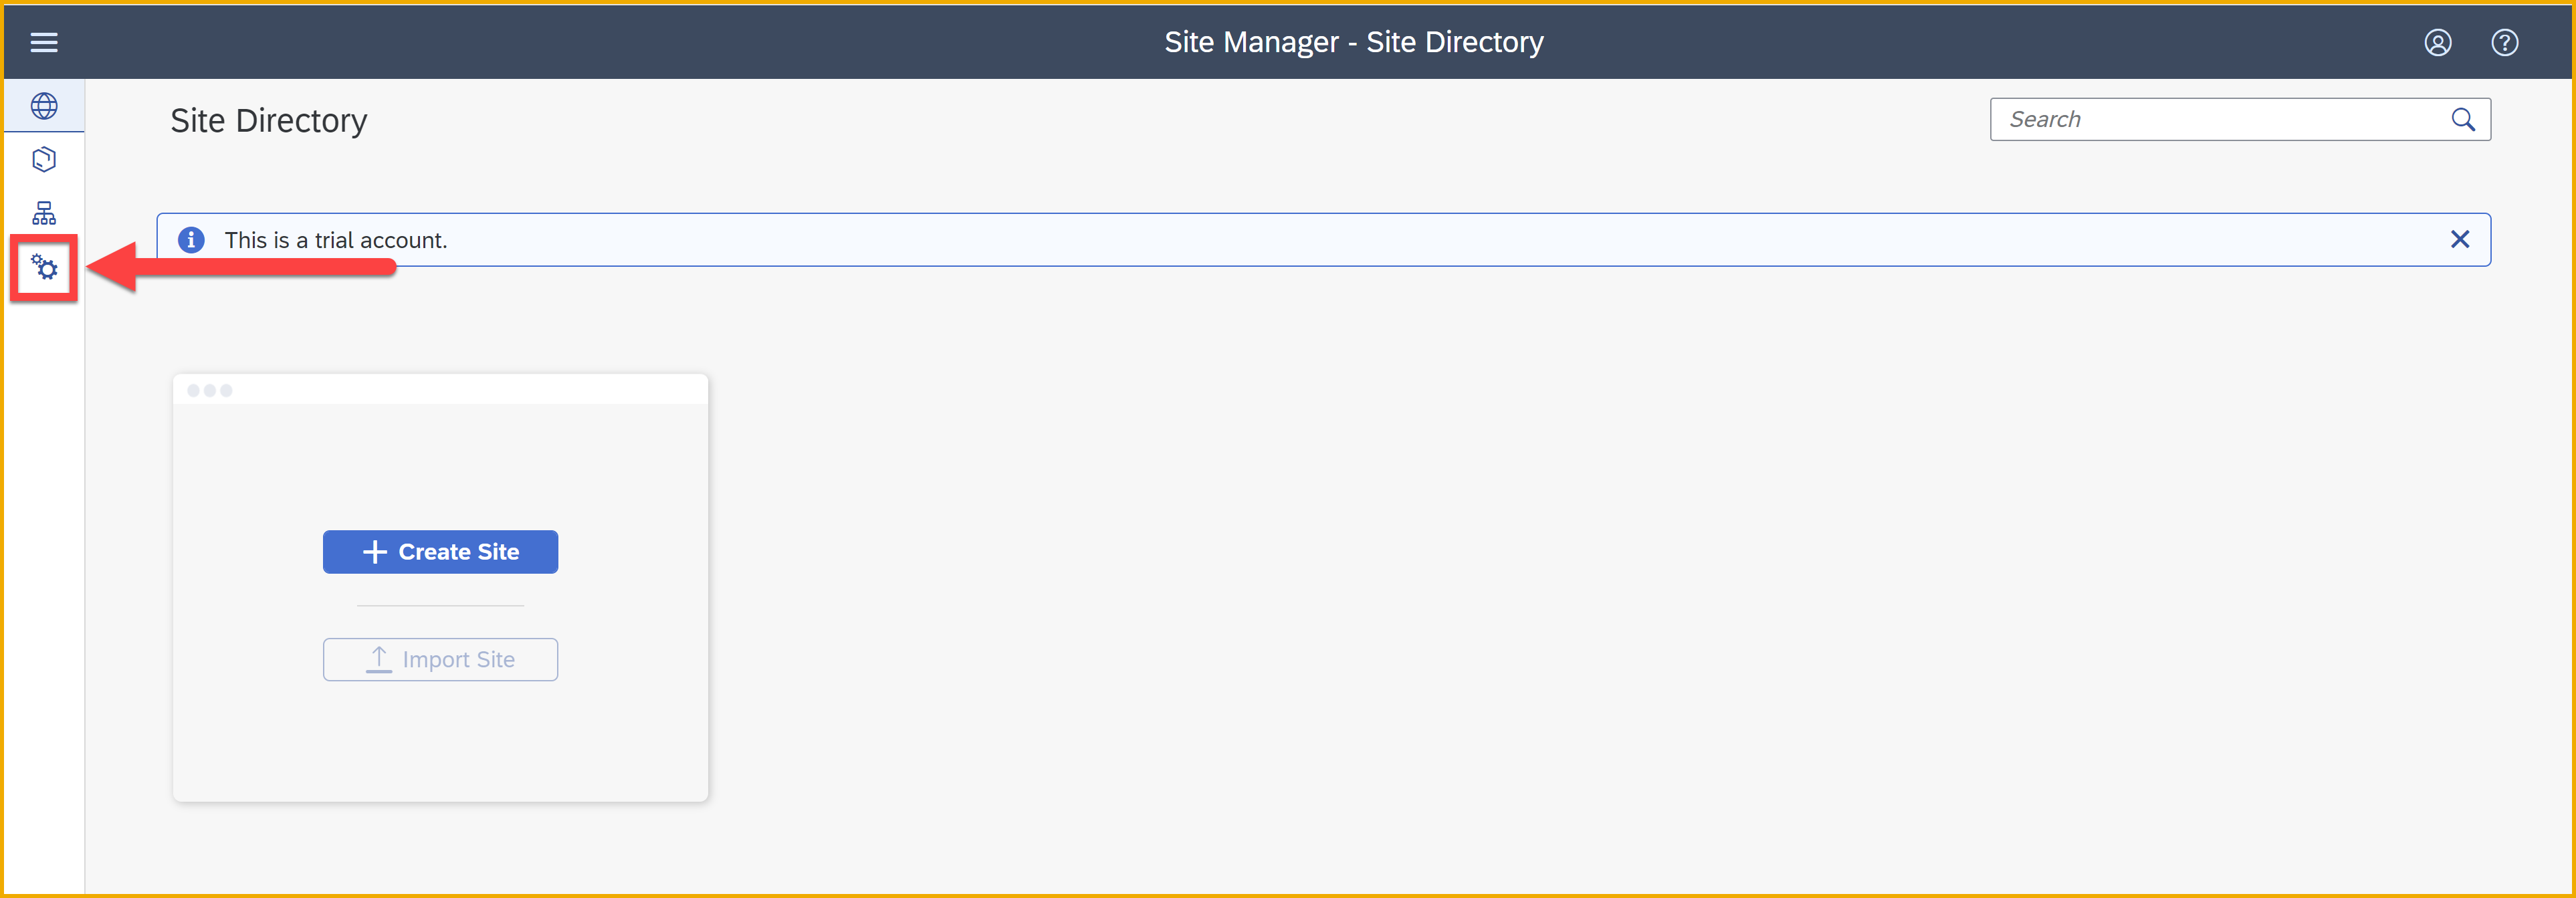 Site Manager - Site Directory
Site Directory
Search
This is a trial account.
Create Site
Import Site